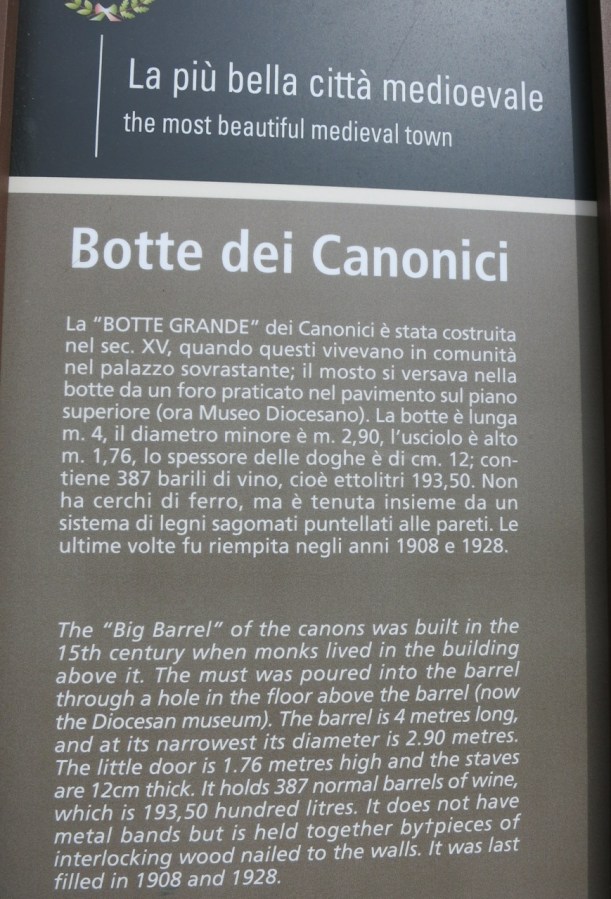 La più bella città medioevale
the most beautiful medieval town
Botte dei Canonici
La "BOTTE GRANDE" dei Canonici è stata costruita
nel sec. XV, quando questi vivevano in comunità
nel palazzo sovrastante; il mosto si versava nella
botte da un foro praticato nel pavimento sul piano
superiore (ora Museo Diocesano). La botte è lunga
m. 4, il diametro minore è m. 2,90, l'usciolo è alto
m. 1,76, lo spessore delle doghe è di cm. 12; con-
tiene 387 barili di vino, cioè ettolitri 193,50. Non
ha cerchi di ferro, ma è tenuta insieme da un
sistema di legni sagomati puntellati alle pareti. Le
ultime volte fu riempita negli anni 1908 e 1928.
The "Big Barrel" of the canons was built in the
15th century when monks lived in the building
above it. The must was poured into the barrel
through a hole in the floor above the barrel (now
the Diocesan museum). The barrel is 4 metres long,
and at its narrowest its diameter is 2.90 metres.
The little door is 1.76 metres high and the staves
are 12cm thick. It holds 387 normal barrels of wine,
which is 193,50 hundred litres. It does not have
metal bands but is held together by†pieces of
interlocking wood nailed to the walls. It was last
filled in 1908 and 1928.